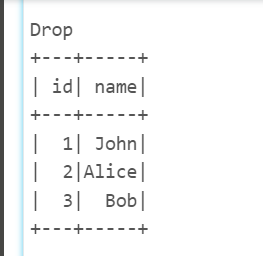 Drop
+---+-----+
| id| name|
+---+-----+
|  1| John|
|  2|Alice|
|  3|  Bob|
+---+-----+